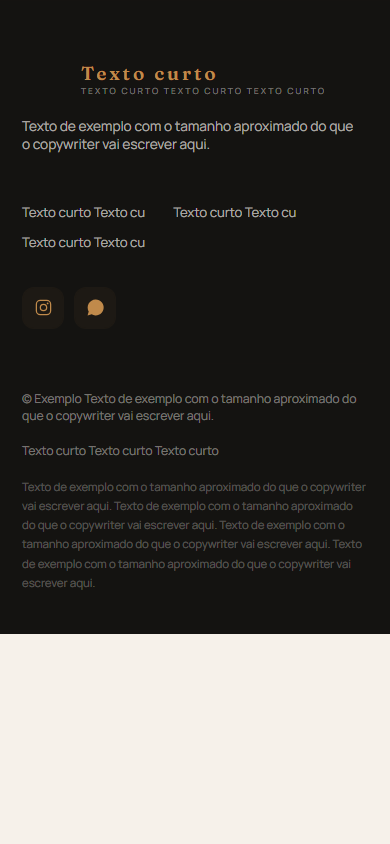 Texto curto
TEXTO CURTO TEXTO CURTO TEXTO CURTO
Texto de exemplo com o tamanho aproximado do que
o copywriter vai escrever aqui.
Texto curto Texto cu
Texto curto Texto cu
Texto curto Texto cu
© Exemplo Texto de exemplo com o tamanho aproximado do
que o copywriter vai escrever aqui.
Texto curto Texto curto Texto curto
Texto de exemplo com o tamanho aproximado do que o copywriter
vai escrever aqui. Texto de exemplo com o tamanho aproximado
do que o copywriter vai escrever aqui. Texto de exemplo com o
tamanho aproximado do que o copywriter vai escrever aqui. Texto
de exemplo com o tamanho aproximado do que o copywriter vai
escrever aqui.